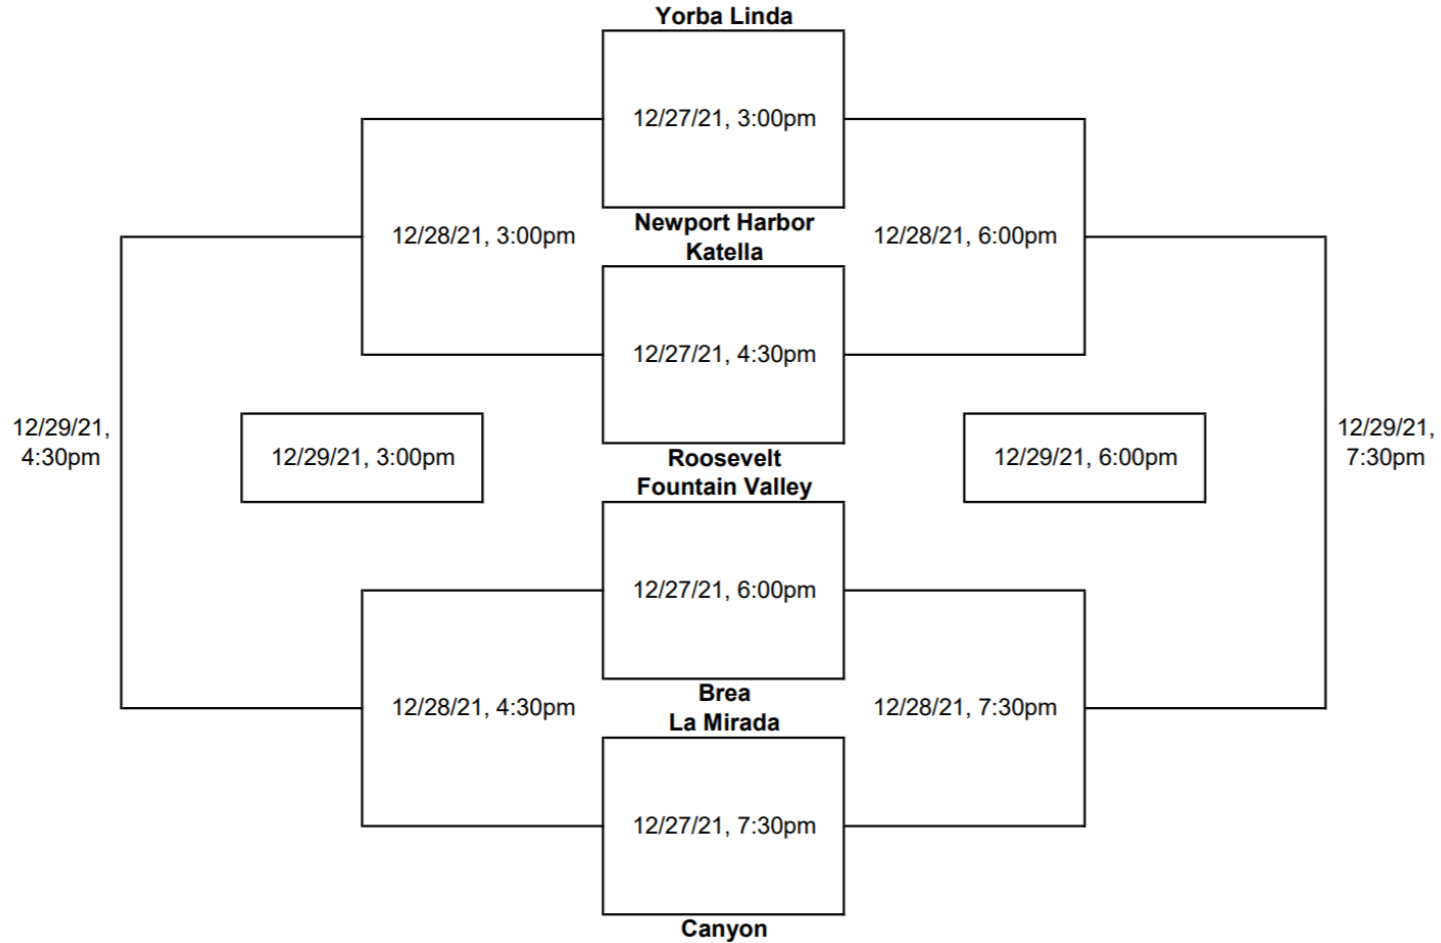 Yorba Linda
12/27/21, 3:00pm
Newport Harbor
12/28/21, 3:00pm
12/28/21, 6:00pm
Katella
12/27/21, 4:30pm
12/29/21,
4:30pm
12/29/21, 3:00pm
Roosevelt
12/29/21, 6:00pm
12/29/21,
7:30pm
Fountain Valley
12/27/21, 6:00pm
Brea
12/28/21, 4:30pm
12/28/21, 7:30pm
La Mirada
12/27/21, 7:30pm
Canyon